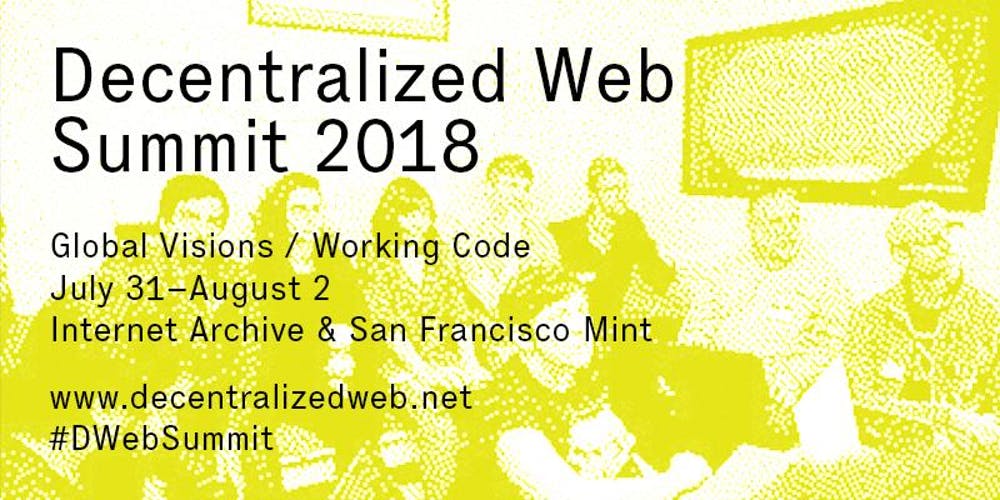 Decentralized Web
Summit 2018
Global Visions / Working Code
July 31–August 2
Internet Archive & San Francisco Mint
www.decentralizedweb.net
#DWebSummit